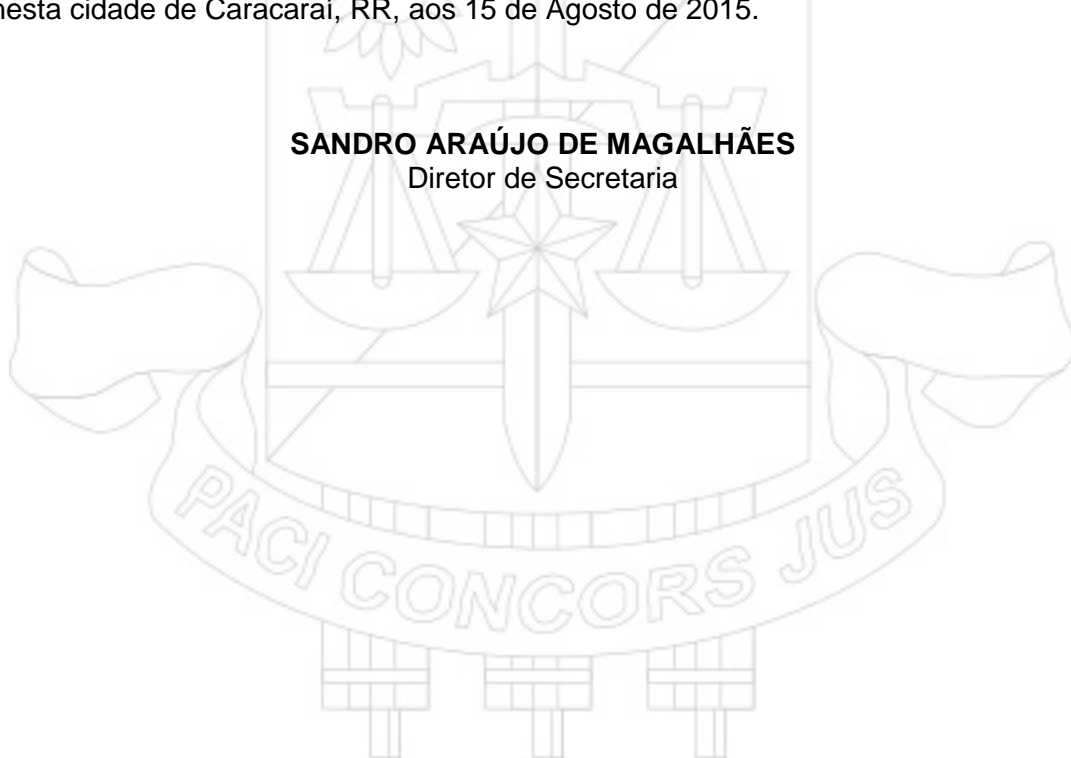 nesta cidade de Caracaraí, RR, aos 15 de Agosto de 2015.
SANDRO ARAÚJO DE MAGALHÃES
Diretor de Secretaria
PACI CONCORS JUS